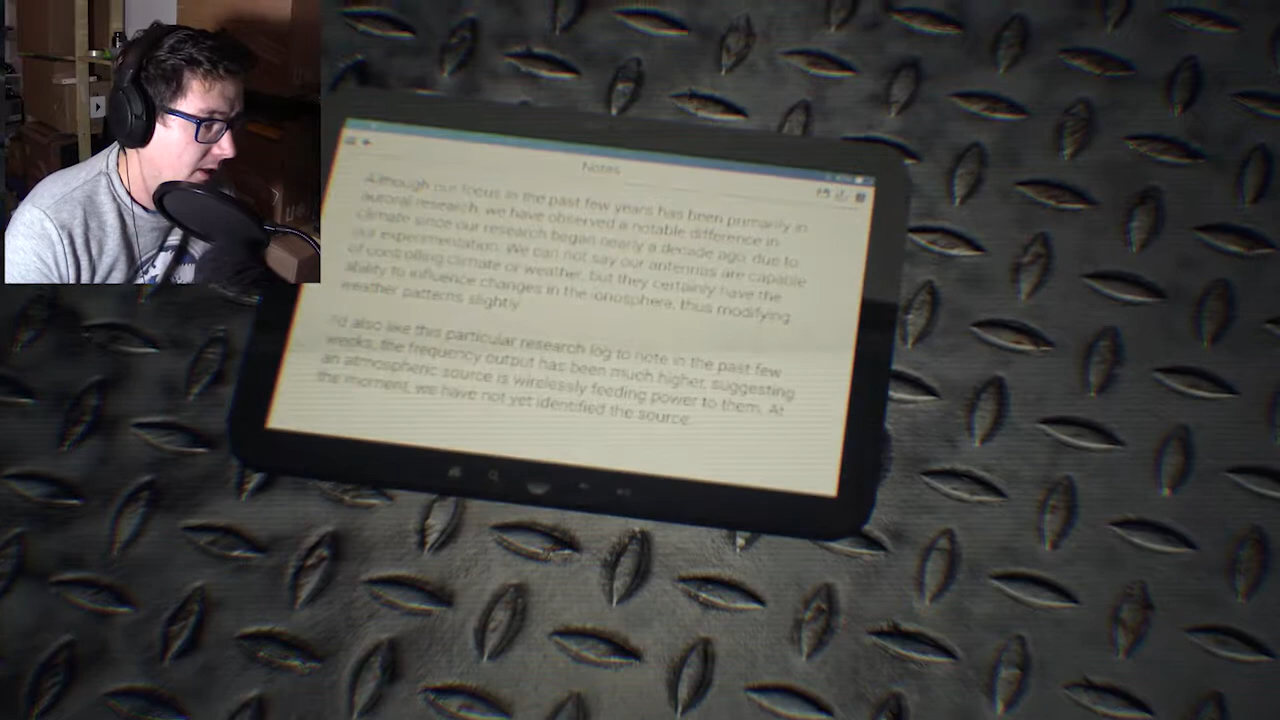 Notes
Although our focus in the past few years has been primarily in
auroral research, we have observed a notable difference in
climate since our research began nearly a decade ago, due to
our experimentation. We can not say our antennas are capable
of controlling climate or weather, but they certainly have the
ability to influence changes in the ionosphere, thus modifying
weather patterns slightly
I'd also like this particular research log to note in the past few
weeks, the frequency output has been much higher, suggesting
an atmospheric source is wirelessly feeding power to them. At
the moment, we have not yet identified the source.